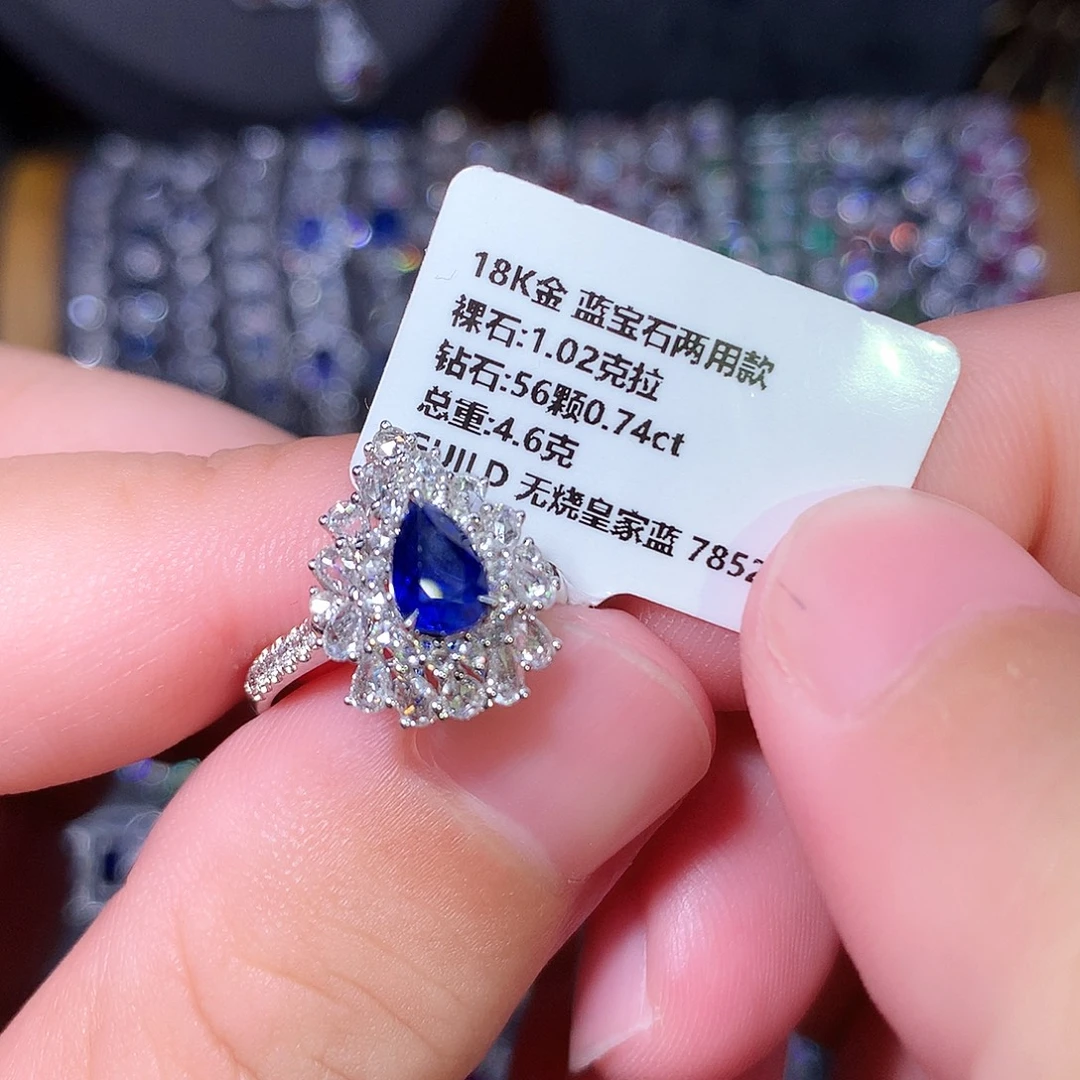 18K金 蓝宝石两用款
裸石:1.02克拉
钻石:56颗0.74ct
总重:4.6克
无烧皇家蓝 7852